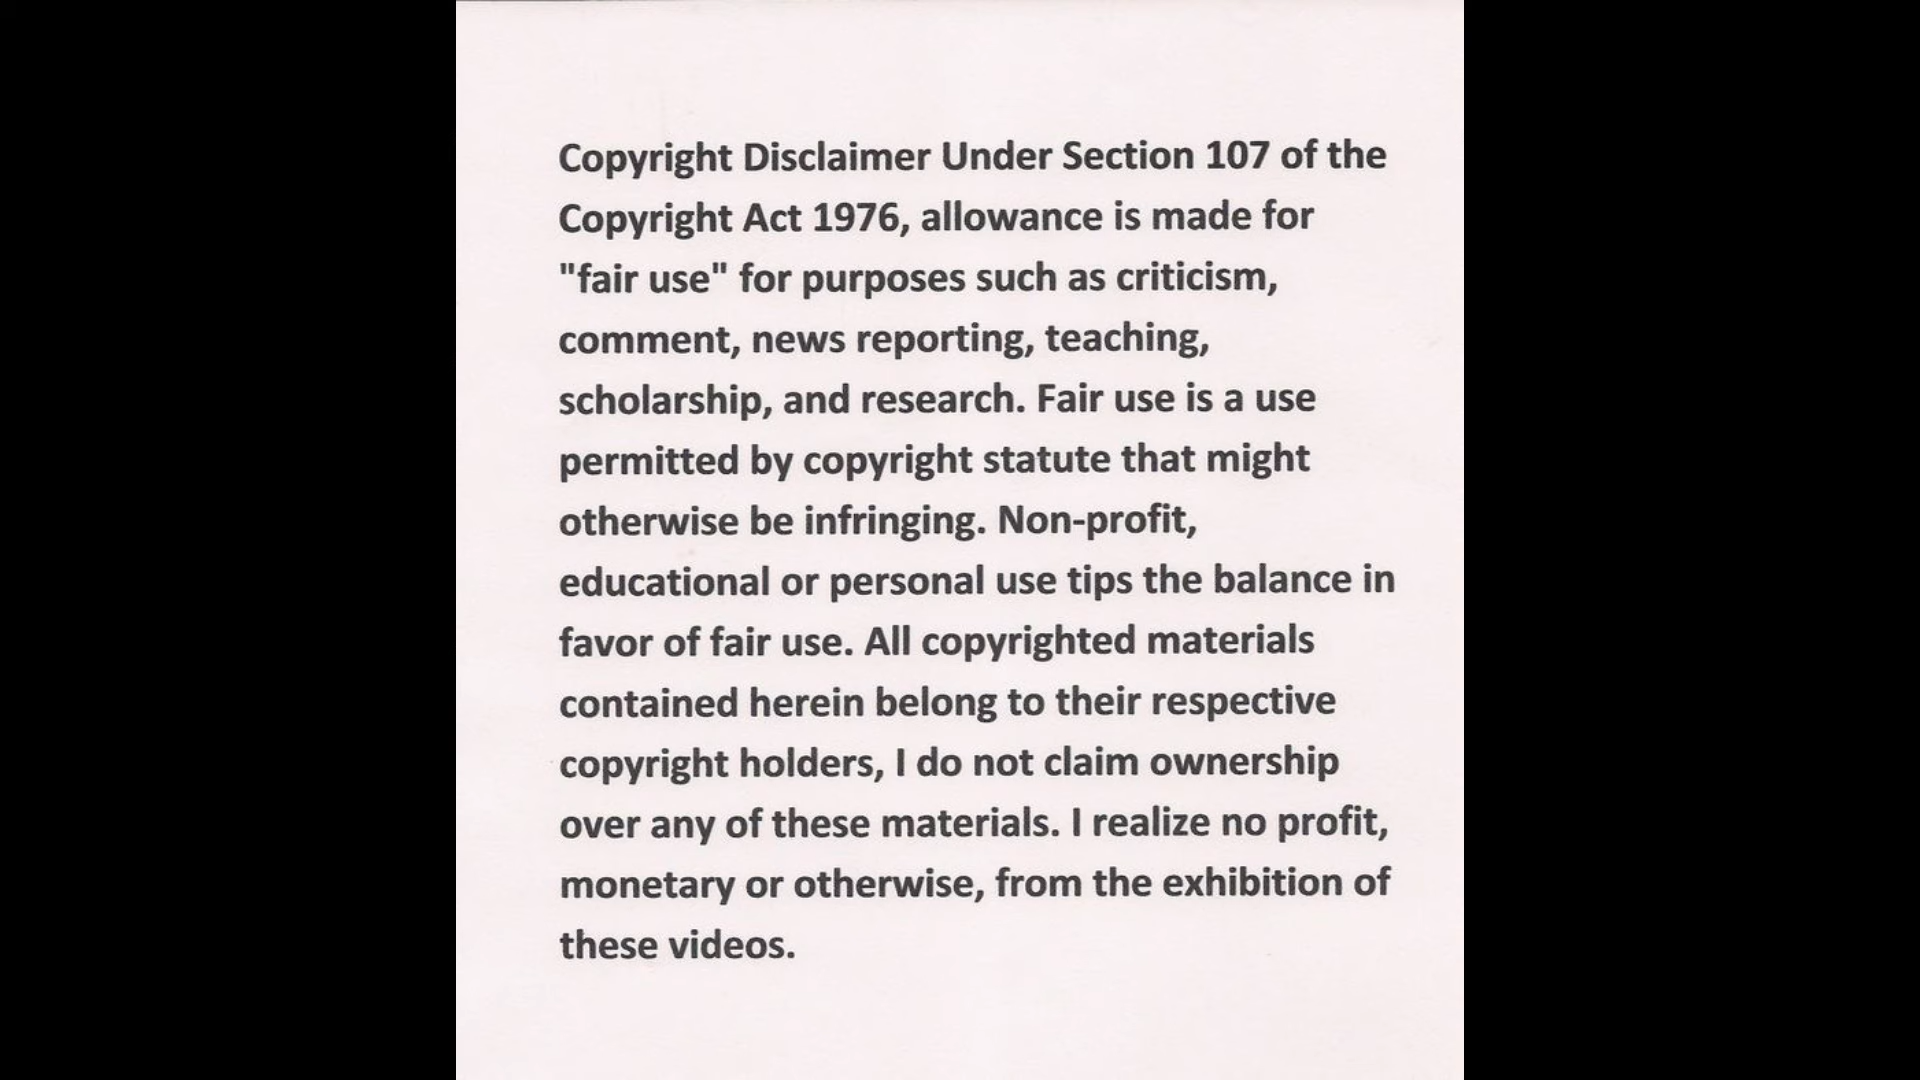 Copyright Disclaimer Under Section 107 of the
Copyright Act 1976, allowance is made for
"fair use" for purposes such as criticism,
comment, news reporting, teaching,
scholarship, and research. Fair use is a use
permitted by copyright statute that might
otherwise be infringing. Non-profit,
educational or personal use tips the balance in
favor of fair use. All copyrighted materials
contained herein belong to their respective
copyright holders, I do not claim ownership
over any of these materials. I realize no profit,
monetary or otherwise, from the exhibition of
these videos.